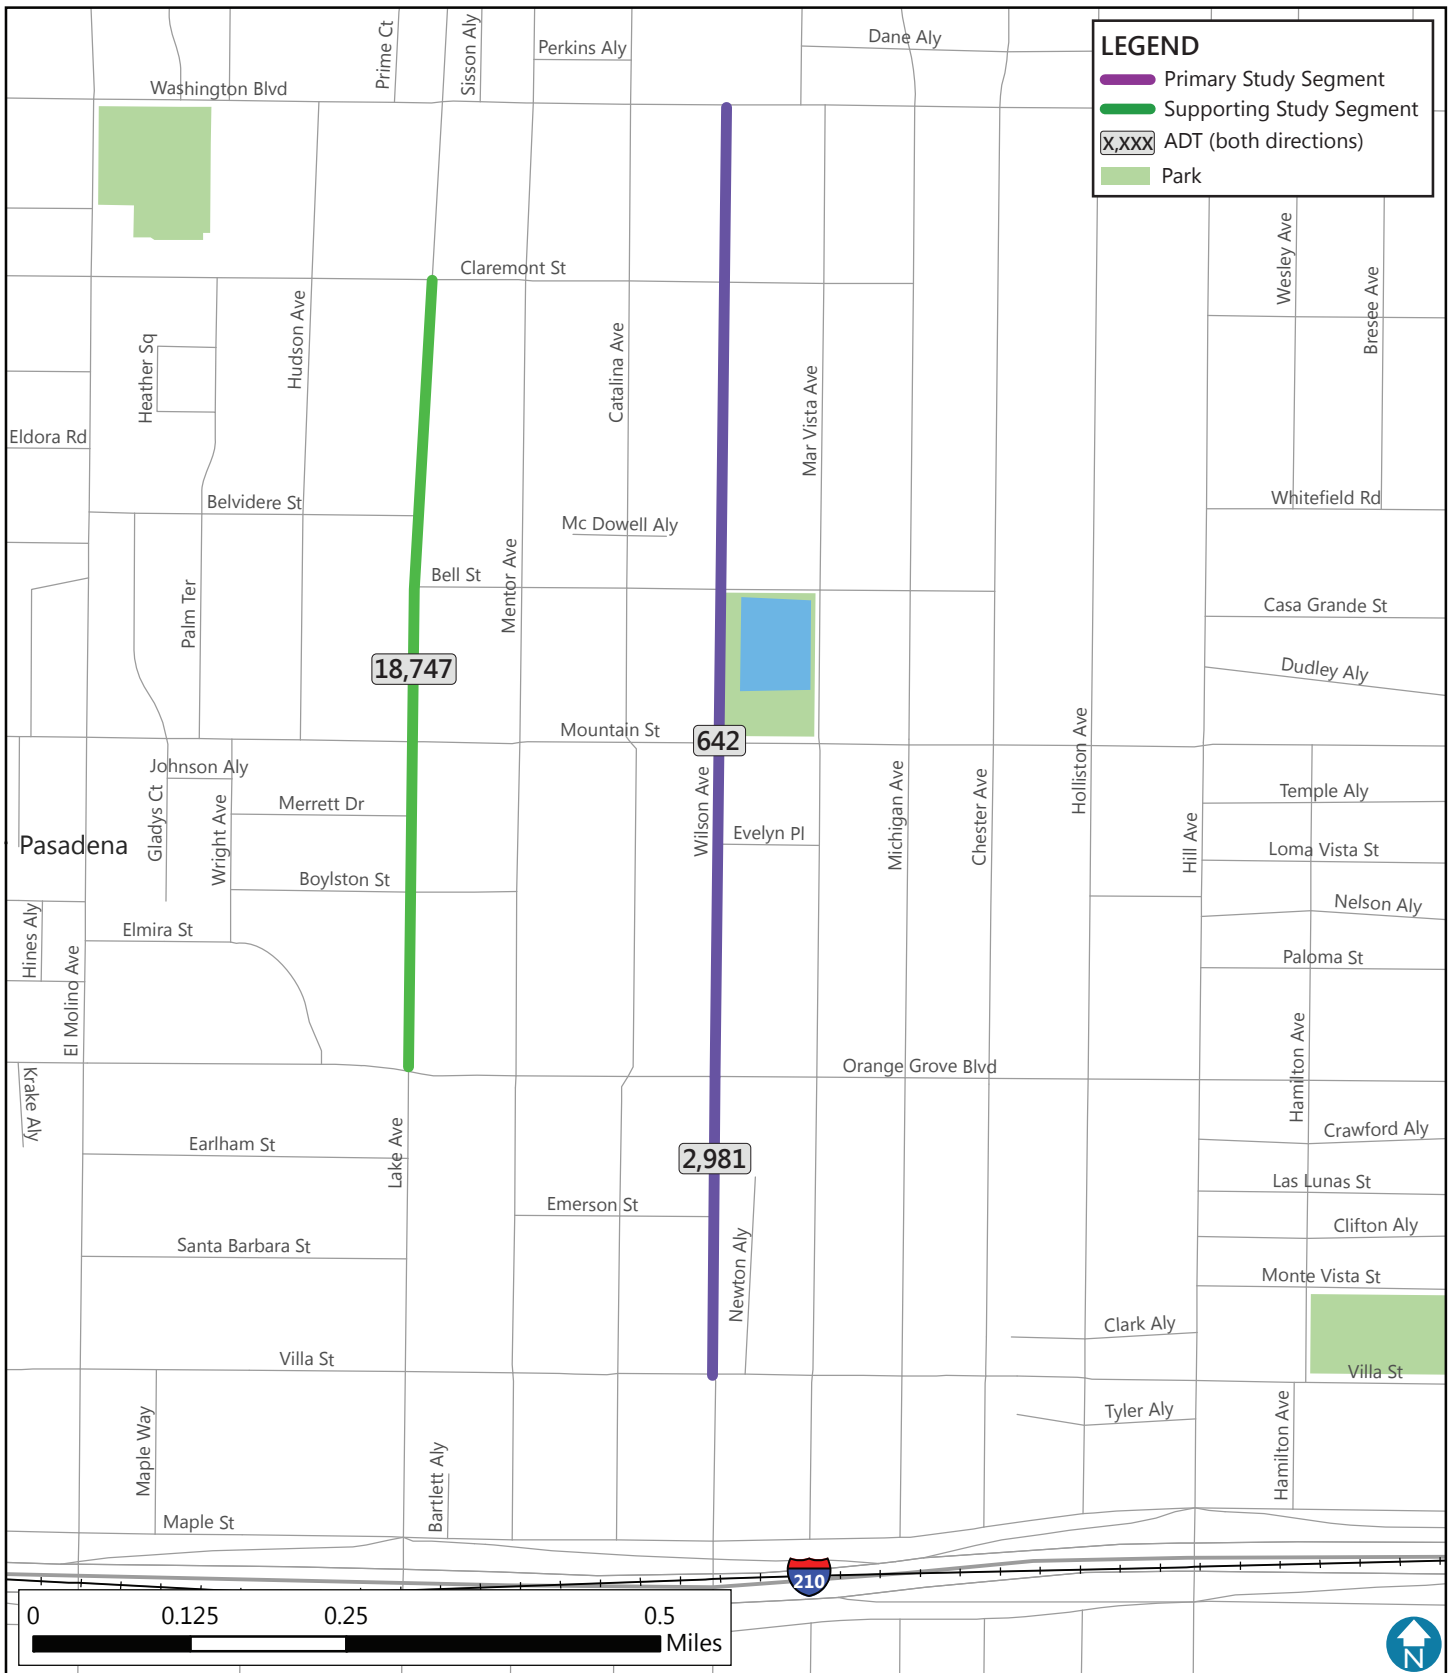 Prime Ct
Sisson Aly
Perkins Aly
Dane Aly
LEGEND
Primary Study Segment
Supporting Study Segment
X,XXX ADT (both directions)
Park
Washington Blvd
Claremont St
Wesley Ave
Bresee Ave
Hudson Ave
Heather Sq
Catalina Ave
Mar Vista Ave
Eldora Rd
Belvidere St
Whitefield Rd
Mc Dowell Aly
Mentor Ave
Bell St
Palm Ter
Casa Grande St
18,747
Dudley Aly
Mountain St
642
Holliston Ave
Johnson Aly
Gladys Ct
Wright Ave
Merrett Dr
Wilson Ave
Evelyn Pl
Michigan Ave
Chester Ave
Hill Ave
Temple Aly
Pasadena
Loma Vista St
Boylston St
Nelson Aly
Hines Aly
Elmira St
El Molino Ave
Paloma St
Hamilton Ave
Orange Grove Blvd
Krake Aly
Lake Ave
Earlham St
Crawford Aly
2,981
Las Lunas St
Emerson St
Newton Aly
Clifton Aly
Santa Barbara St
Monte Vista St
Clark Aly
Villa St
Villa St
Maple Way
Bartlett Aly
Tyler Aly
Hamilton Ave
Maple St
210
0 0.125 0.25 0.5
Miles
N